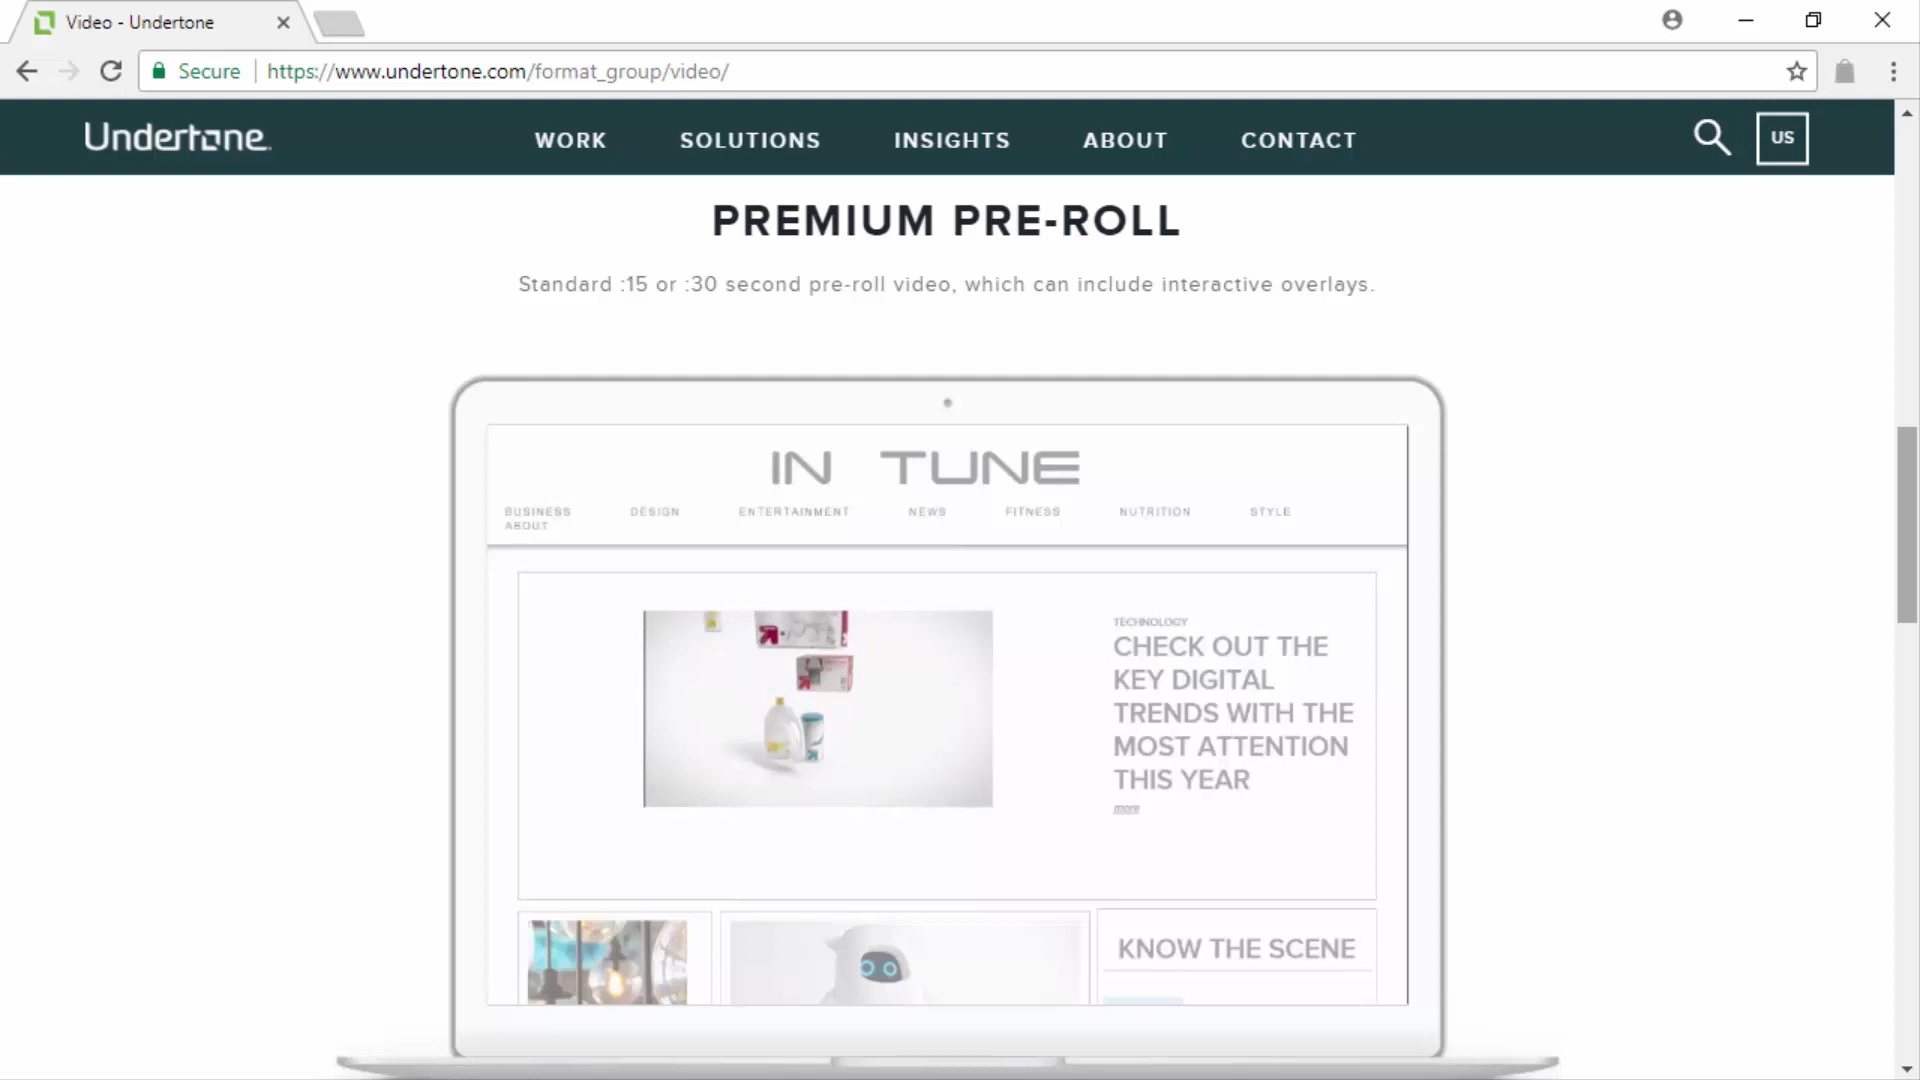 Video - Undertone
Secure
https://www.undertone.com/format_group/video/
Undertone
WORK
SOLUTIONS
INSIGHTS
ABOUT
CONTACT
US
PREMIUM PRE-ROLL
Standard :15 or :30 second pre-roll video, which can include interactive overlays.
IN TUNE
BUSINESS DESIGN ENTERTAINMENT NEWS FITNESS NUTRITION STYLE
ABOUT
TECHNOLOGY
CHECK OUT THE
KEY DIGITAL
TRENDS WITH THE
MOST ATTENTION
THIS YEAR
more
KNOW THE SCENE